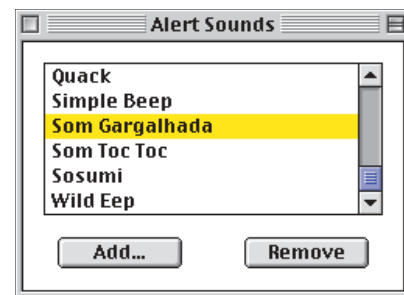 Alert Sounds
Quack
Simple Beep
Som Gargalhada
Som Toc Toc
Sosumi
Wild Eep
Add... Remove